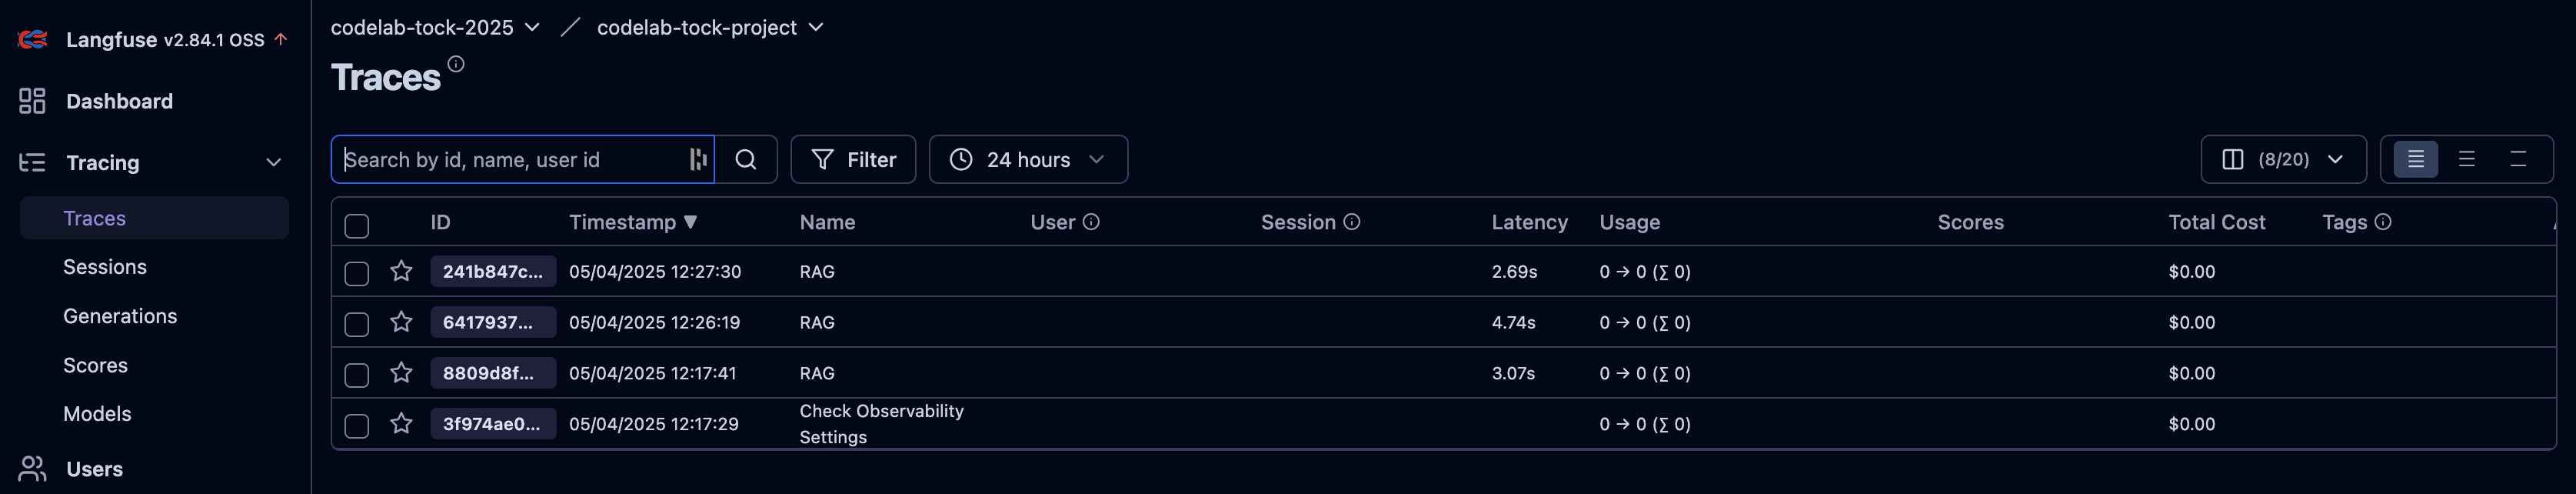 Langfuse v2.84.1 OSS
Dashboard
Tracing
Traces
Sessions
Generations
Scores
Models
Users
codelab-tock-2025 / codelab-tock-project
Traces
Search by id, name, user id
Filter
24 hours
(8/20)
ID Timestamp ▼ Name User Session Latency Usage Scores Total Cost Tags
241b847c... 05/04/2025 12:27:30 RAG 2.69s 0 → 0 (∑ 0) $0.00
6417937... 05/04/2025 12:26:19 RAG 4.74s 0 → 0 (∑ 0) $0.00
8809d8f... 05/04/2025 12:17:41 RAG 3.07s 0 → 0 (∑ 0) $0.00
3f974ae0... 05/04/2025 12:17:29 Check Observability 0 → 0 (∑ 0) $0.00
Settings